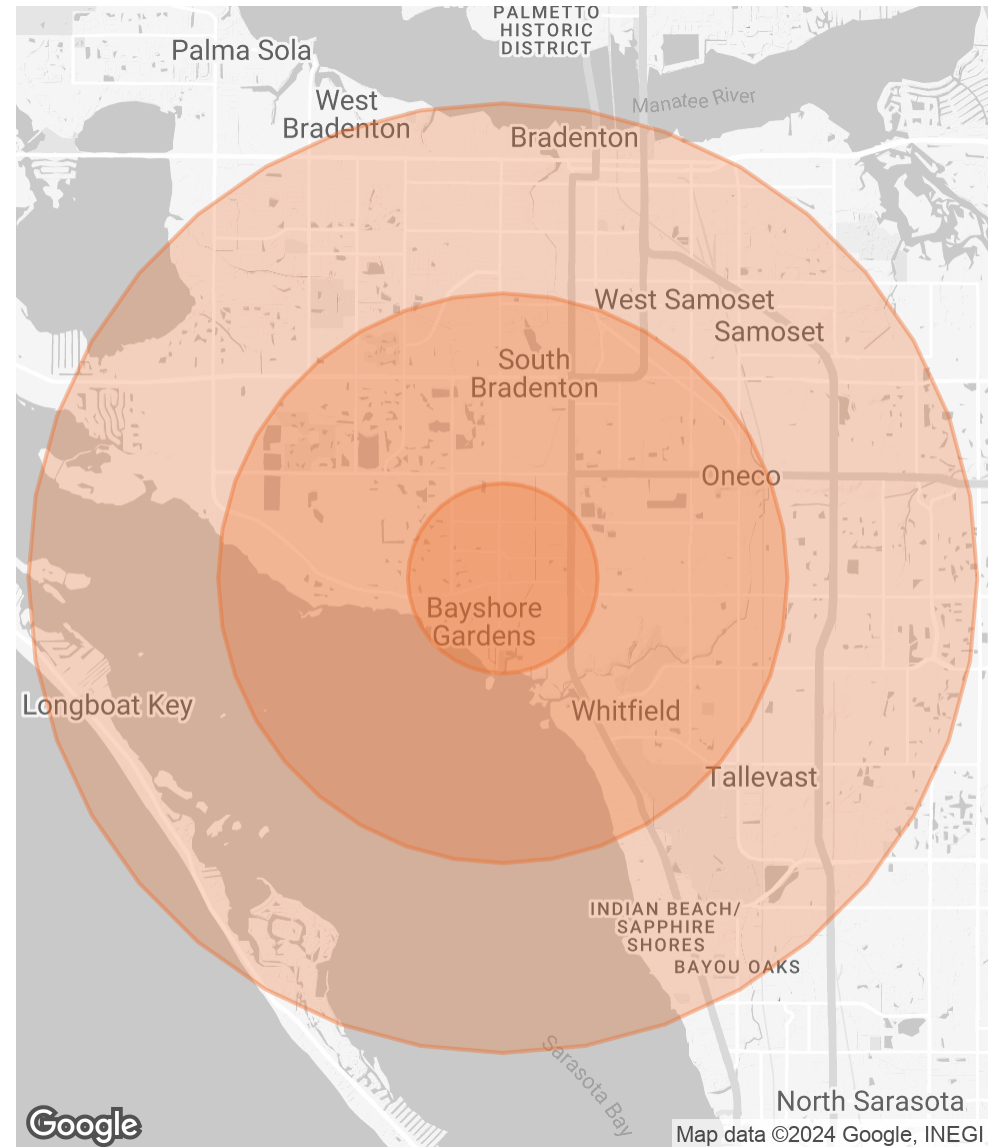 PALMETTO
HISTORIC
DISTRICT
Palma Sola
Manatee River
West
Bradenton
Bradenton
West Samoset
Samoset
South
Bradenton
Oneco
Bayshore
Gardens
Longboat Key
Whitfield
Tallevast
INDIAN BEACH/
SAPPHIRE
SHORES
BAYOU OAKS
Sarasota Bay
North Sarasota
Google
Map data ©2024 Google, INEGI